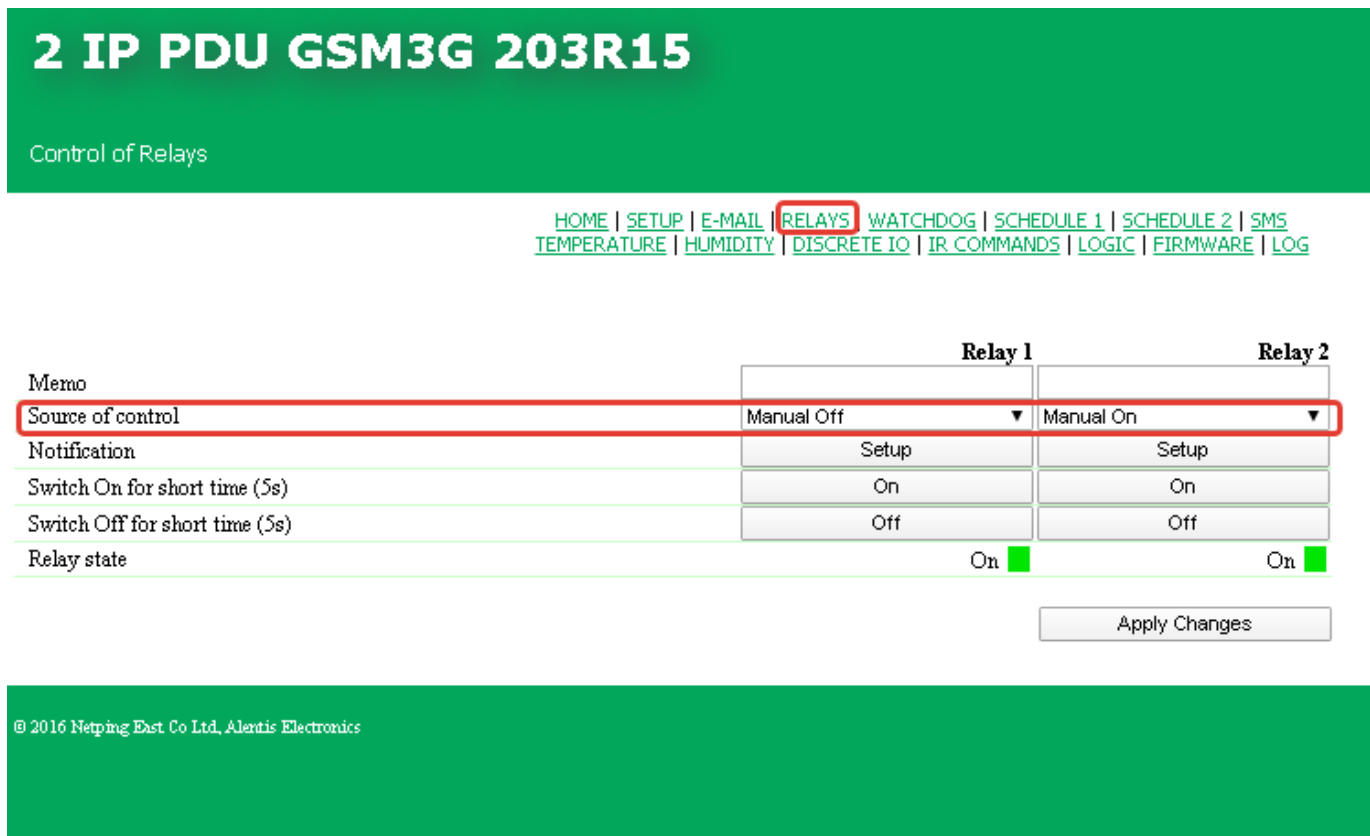 2 IP PDU GSM3G 203R15
Control of Relays
HOME | SETUP | E-MAIL | RELAYS WATCHDOG | SCHEDULE 1 | SCHEDULE 2 | SMS
TEMPERATURE | HUMIDITY | DISCRETE IO | IR COMMANDS | LOGIC | FIRMWARE | LOG
Relay 1 Relay 2
Memo
Source of control Manual Off Manual On
Notification Setup Setup
Switch On for short time (5s) On On
Switch Off for short time (5s) Off Off
Relay state On On
Apply Changes
© 2016 Netping East Co Ltd, Alentis Electronics